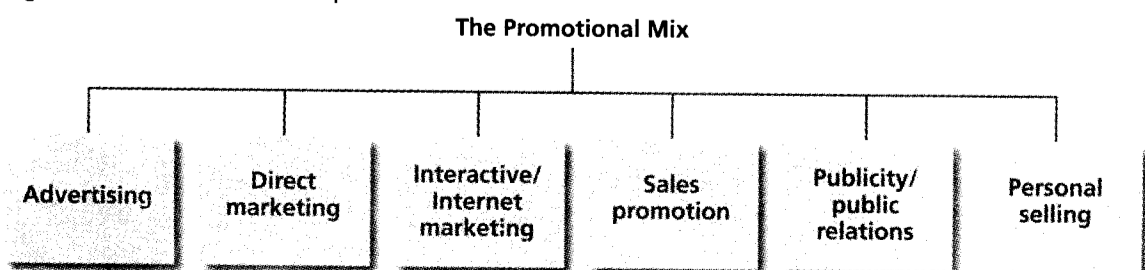 The Promotional Mix
Advertising
Direct
marketing
Interactive/
Internet
marketing
Sales
promotion
Publicity/
public
relations
Personal
selling